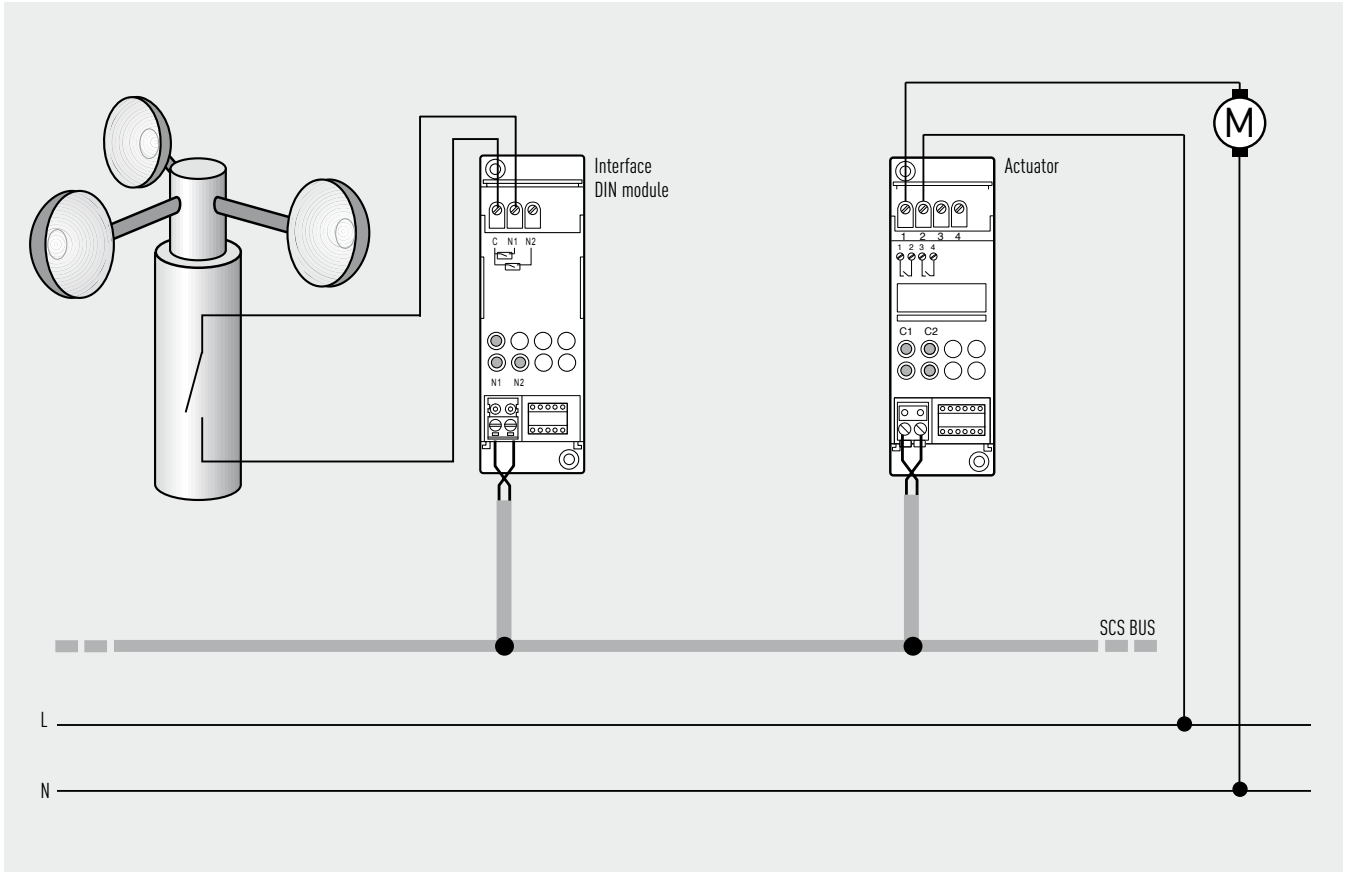 M
Interface
DIN module
Actuator
C N1 N2
1 2 3 4
1 2 3 4
C1 C2
N1 N2
SCS BUS
L
N